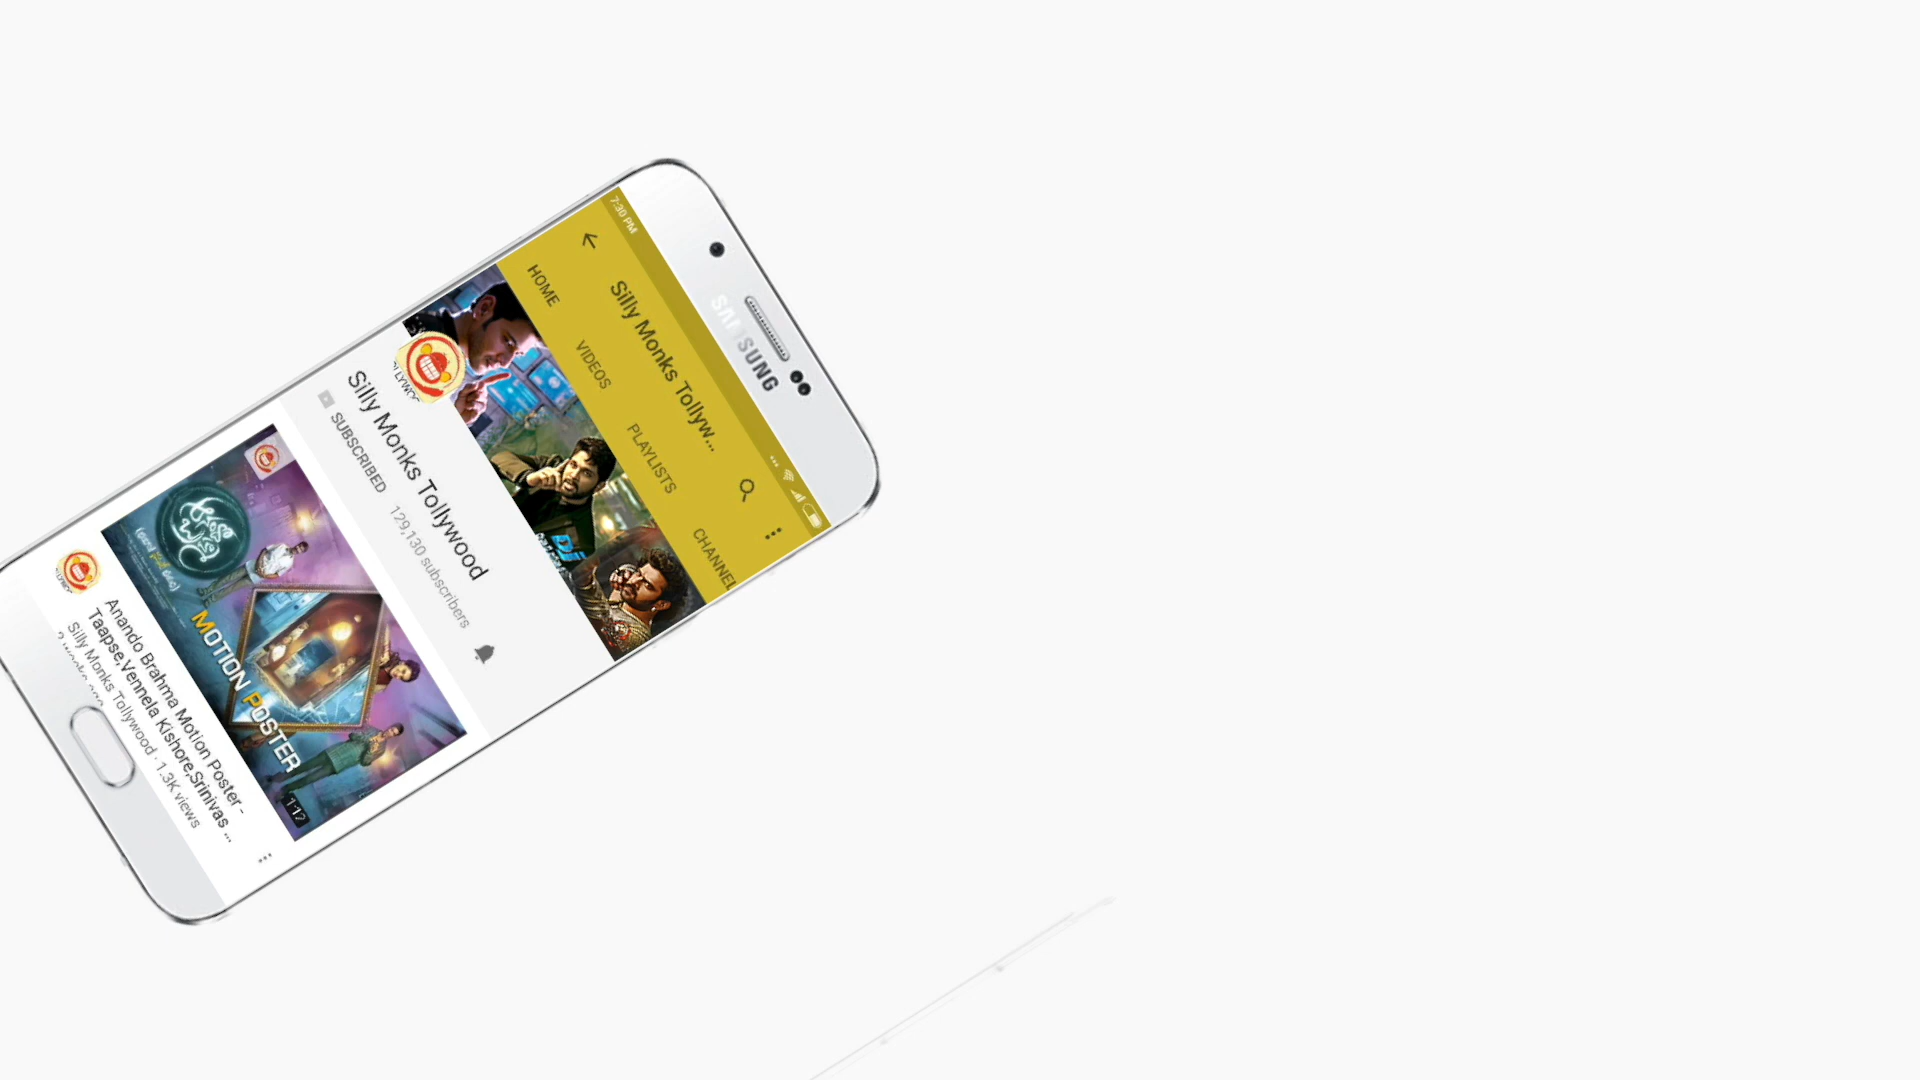 SAMSUNG
7:30 PM
Silly Monks Tollyw...
HOME
VIDEOS
PLAYLISTS
CHANNEL
Silly Monks Tollywood
SUBSCRIBED 129,130 subscribers
MOTION POSTER
1:17
Anando Brahma Motion Poster -
Taapse,Vennela Kishore,Srinivas ...
Silly Monks Tollywood · 1.3K views